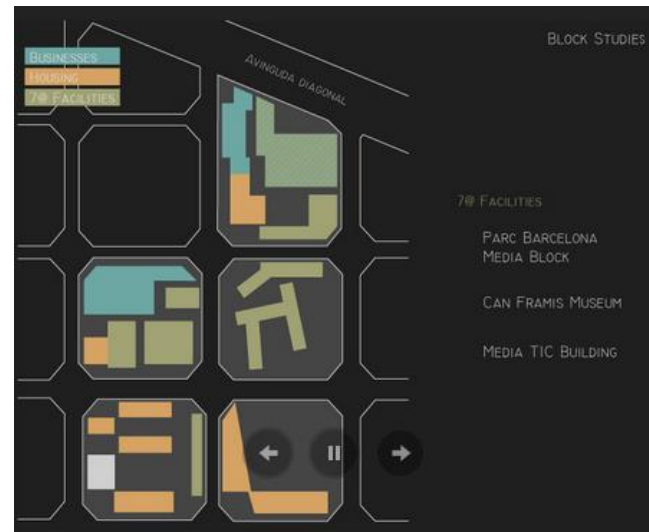 BLOCK STUDIES
BUSINESSES
HOUSING
7@ FACILITIES
AVINGUDA DIAGONAL
7@ FACILITIES
PARC BARCELONA
MEDIA BLOCK
CAN FRAMIS MUSEUM
MEDIA TIC BUILDING